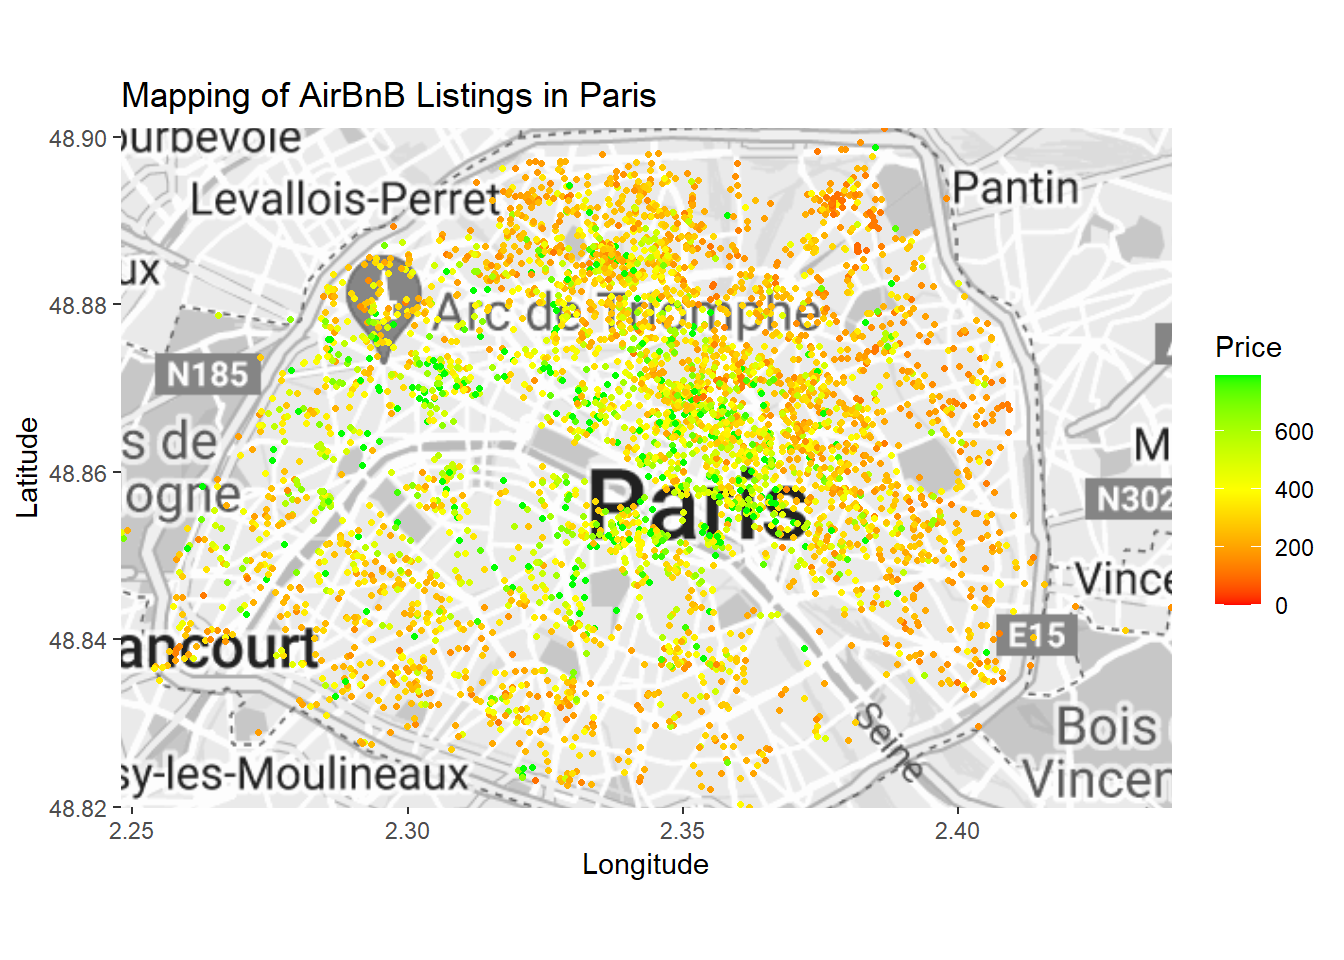 Mapping of AirBnB Listings in Paris
48.90
48.88
48.86
48.84
48.82
Latitude
ourbevoie
Levallois-Perret
Pantin
ux
Arc de Triomphe
N185
s de
ogne
Paris
M
N302
Vince
ancourt
E15
Seine
Bois
Vincen
sy-les-Moulineaux
2.25
2.30
2.35
2.40
Longitude
Price
600
400
200
0